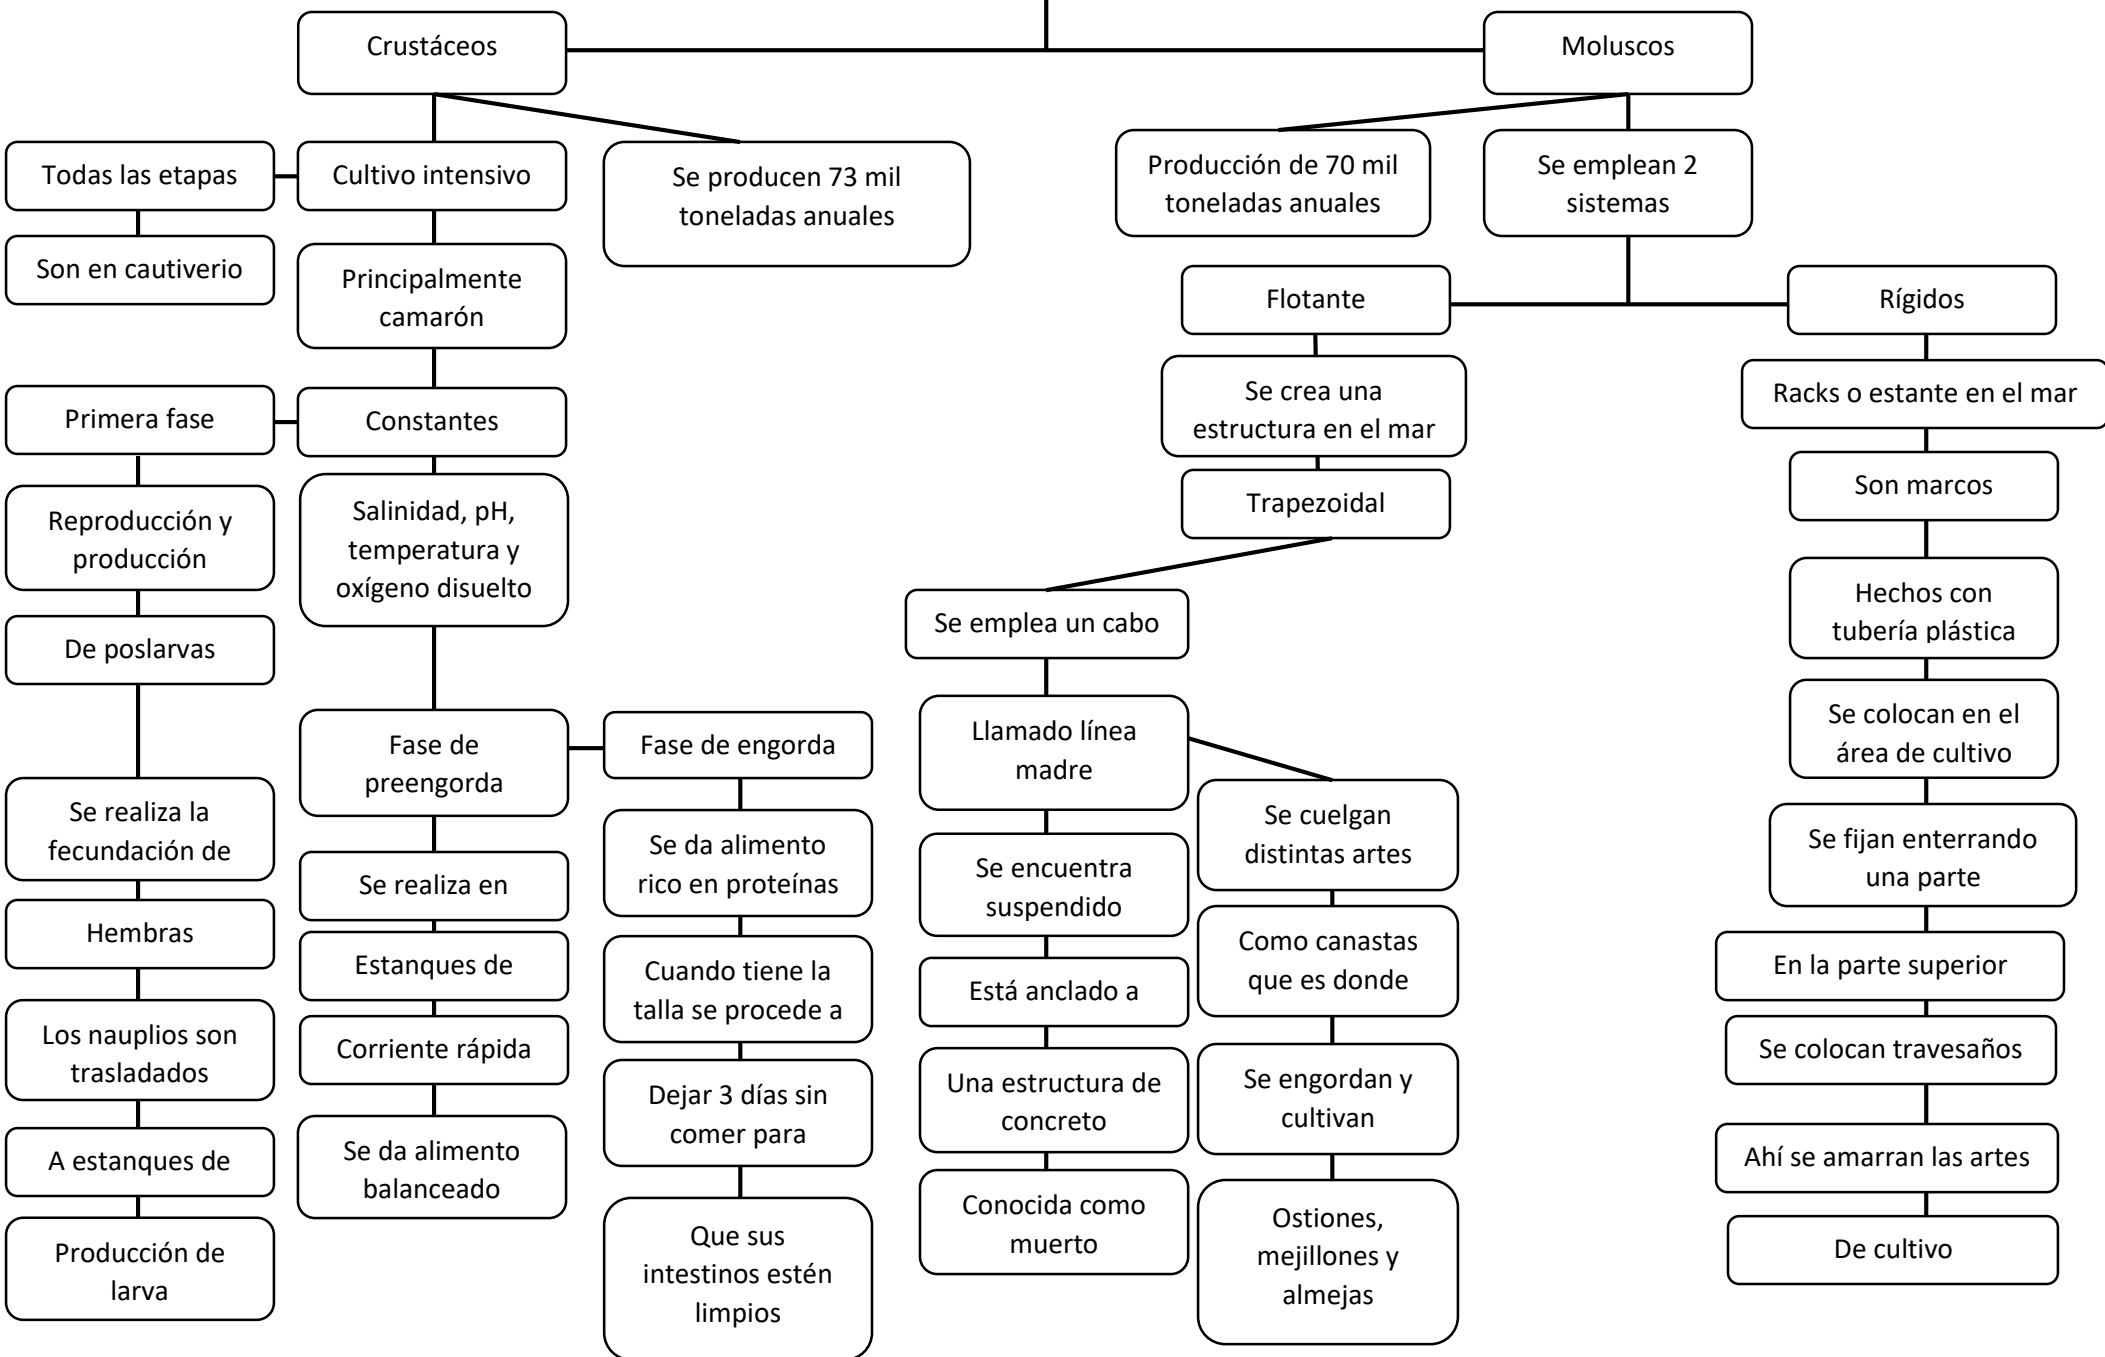 Crustáceos
Moluscos
Todas las etapas
Son en cautiverio
Cultivo intensivo
Se producen 73 mil
toneladas anuales
Principalmente
camarón
Primera fase
Constantes
Reproducción y
producción
De poslarvas
Se realiza la
fecundación de
Hembras
Los nauplios son
trasladados
A estanques de
Producción de
larva
Salinidad, pH,
temperatura y
oxígeno disuelto
Fase de
preengorda
Se realiza en
Estanques de
Corriente rápida
Se da alimento
balanceado
Fase de engorda
Se da alimento
rico en proteínas
Cuando tiene la
talla se procede a
Dejar 3 días sin
comer para
Que sus
intestinos estén
limpios
Producción de 70 mil
toneladas anuales
Se emplean 2
sistemas
Flotante
Se crea una
estructura en el mar
Trapezoidal
Se emplea un cabo
Llamado línea
madre
Se encuentra
suspendido
Está anclado a
Una estructura de
concreto
Conocida como
muerto
Se cuelgan
distintas artes
Como canastas
que es donde
Se engordan y
cultivan
Ostiones,
mejillones y
almejas
Rígidos
Racks o estante en el mar
Son marcos
Hechos con
tubería plástica
Se colocan en el
área de cultivo
Se fijan enterrando
una parte
En la parte superior
Se colocan travesaños
Ahí se amarran las artes
De cultivo